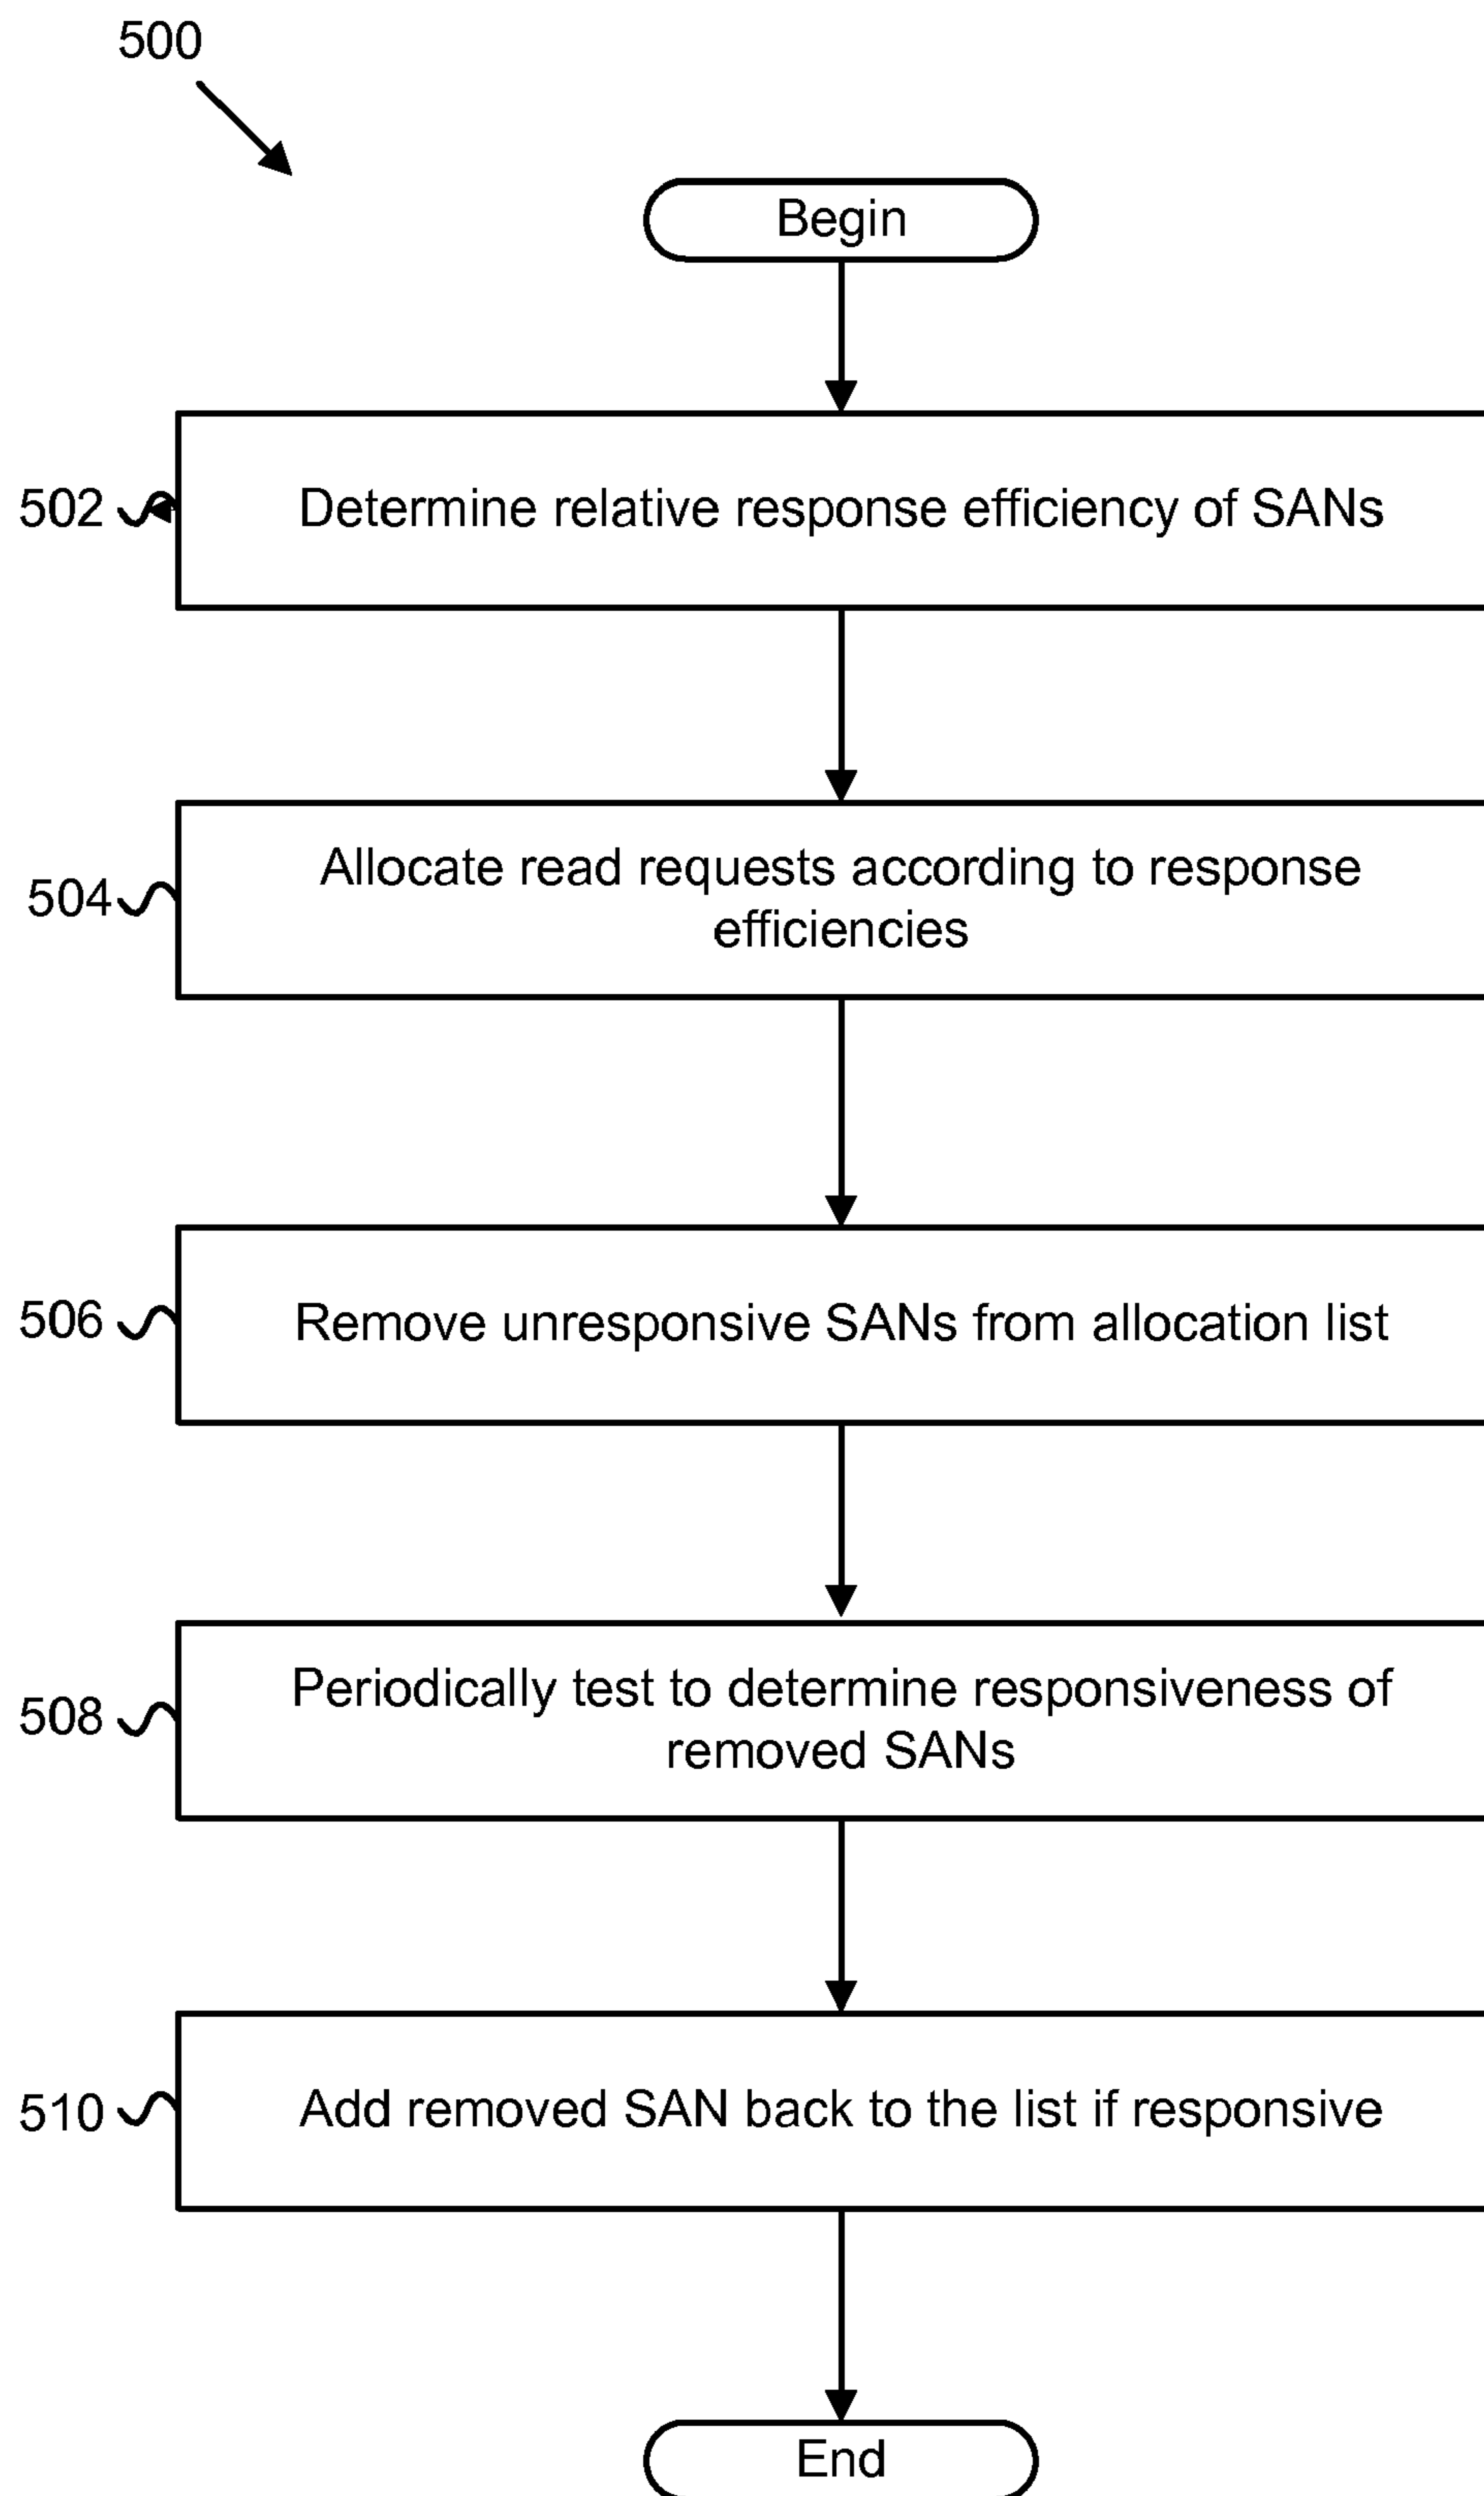 500
Begin
502
Determine relative response efficiency of SANs
504
Allocate read requests according to response
efficiencies
506
Remove unresponsive SANs from allocation list
508
Periodically test to determine responsiveness of
removed SANs
510
Add removed SAN back to the list if responsive
End